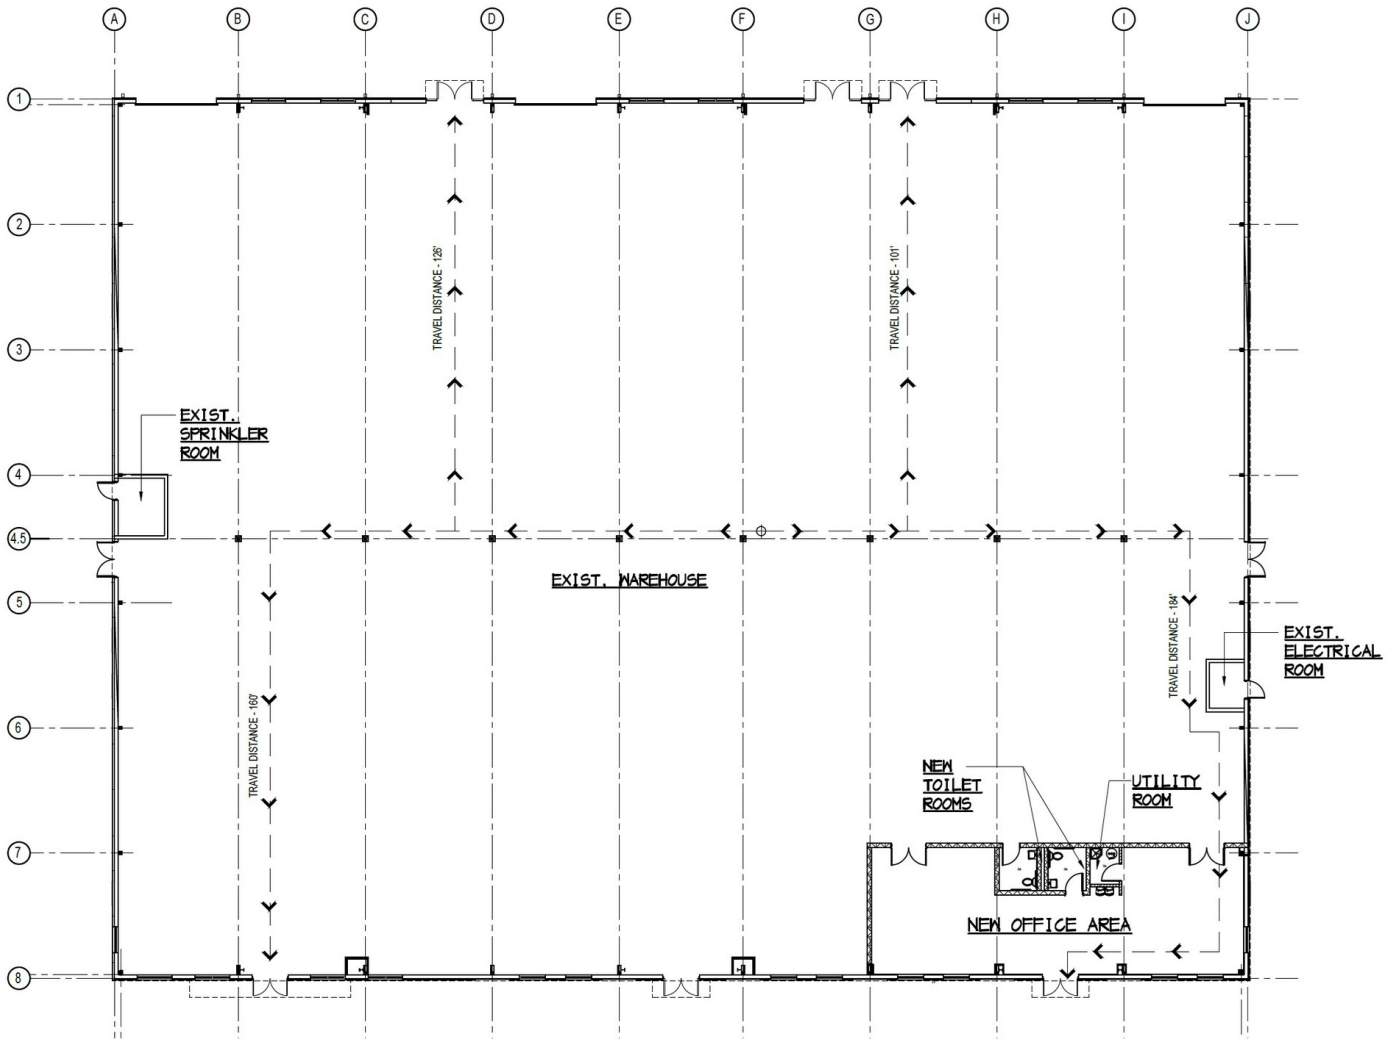 A
B
C
D
E
F
G
H
I
J
1
2
3
4
4.5
5
6
7
8
TRAVEL DISTANCE - 126'
TRAVEL DISTANCE - 101'
EXIST.
SPRINKLER
ROOM
EXIST. WAREHOUSE
TRAVEL DISTANCE - 184'
EXIST.
ELECTRICAL
ROOM
TRAVEL DISTANCE - 160'
NEW
TOILET
ROOMS
UTILITY
ROOM
NEW OFFICE AREA